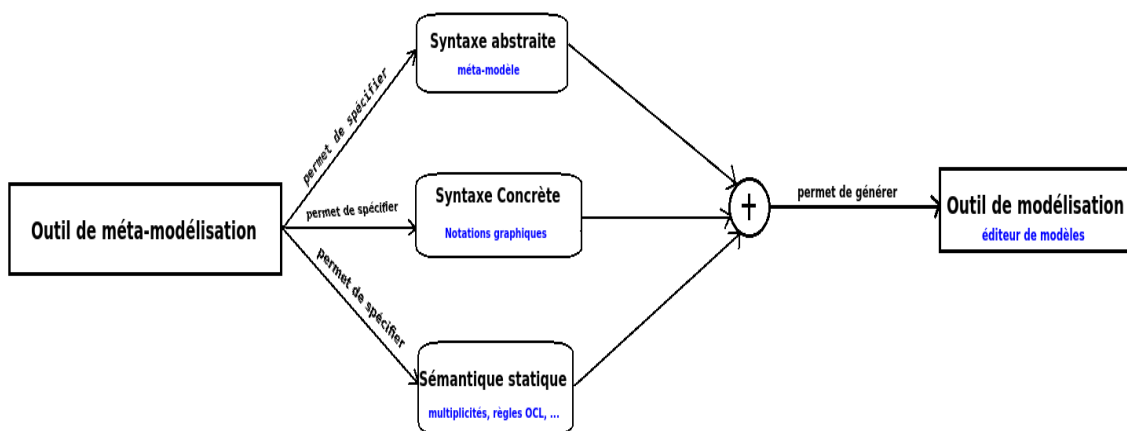 Syntaxe abstraite
méta-modèle
permet de spécifier
Outil de méta-modélisation
permet de spécifier
Syntaxe Concrète
Notations graphiques
permet de spécifier
Sémantique statique
multiplicités, règles OCL, ...
+
permet de générer
Outil de modélisation
éditeur de modèles